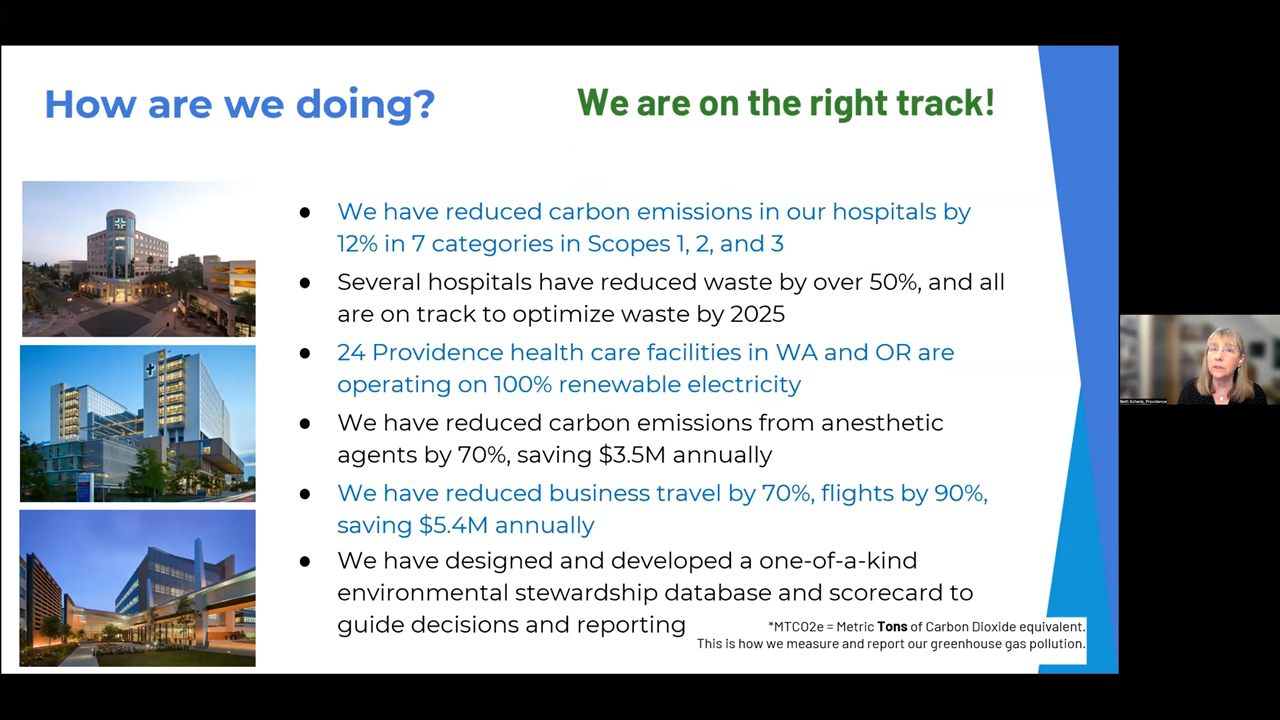 How are we doing?
We are on the right track!
● We have reduced carbon emissions in our hospitals by
12% in 7 categories in Scopes 1, 2, and 3
● Several hospitals have reduced waste by over 50%, and all
are on track to optimize waste by 2025
● 24 Providence health care facilities in WA and OR are
operating on 100% renewable electricity
● We have reduced carbon emissions from anesthetic
agents by 70%, saving $3.5M annually
● We have reduced business travel by 70%, flights by 90%,
saving $5.4M annually
● We have designed and developed a one-of-a-kind
environmental stewardship database and scorecard to
guide decisions and reporting
*MTCO2e = Metric Tons of Carbon Dioxide equivalent.
This is how we measure and report our greenhouse gas pollution.
Beth Schenk, Providence